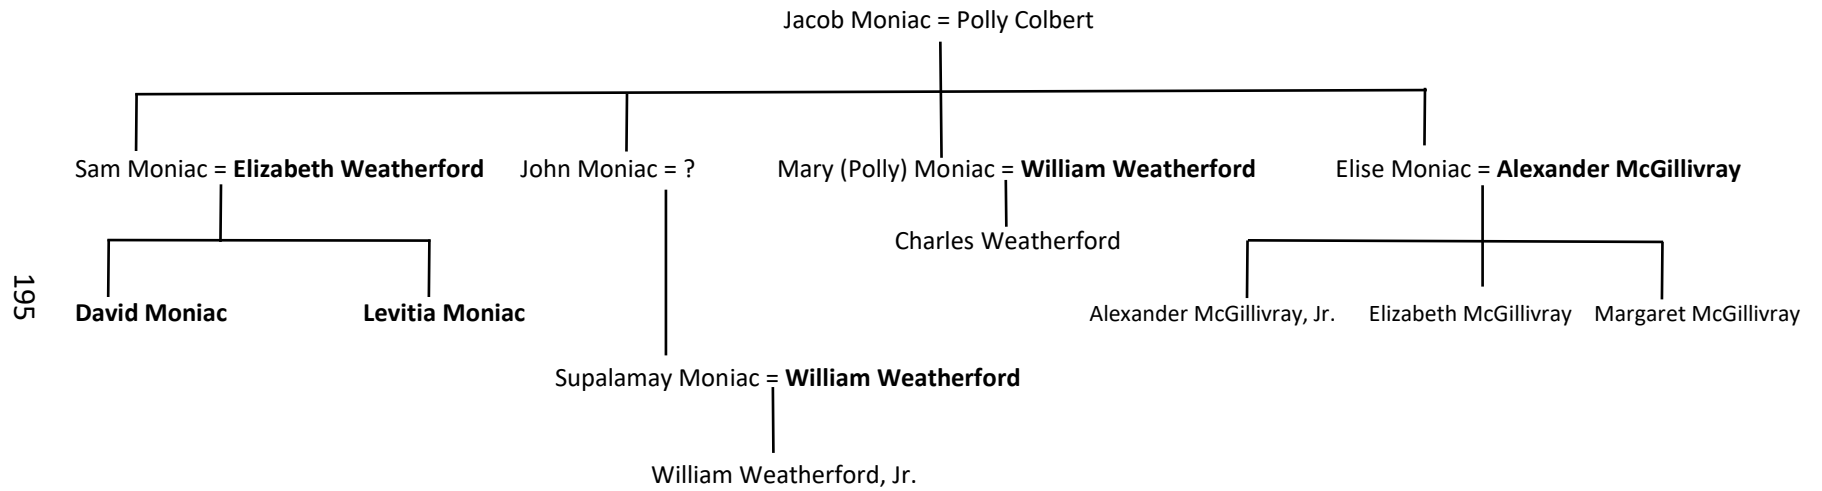 Jacob Moniac = Polly Colbert
Sam Moniac = Elizabeth Weatherford John Moniac = ? Mary (Polly) Moniac = William Weatherford Elise Moniac = Alexander McGillivray
Charles Weatherford
David Moniac Levitia Moniac Alexander McGillivray, Jr. Elizabeth McGillivray Margaret McGillivray
Supalamay Moniac = William Weatherford
William Weatherford, Jr.
195